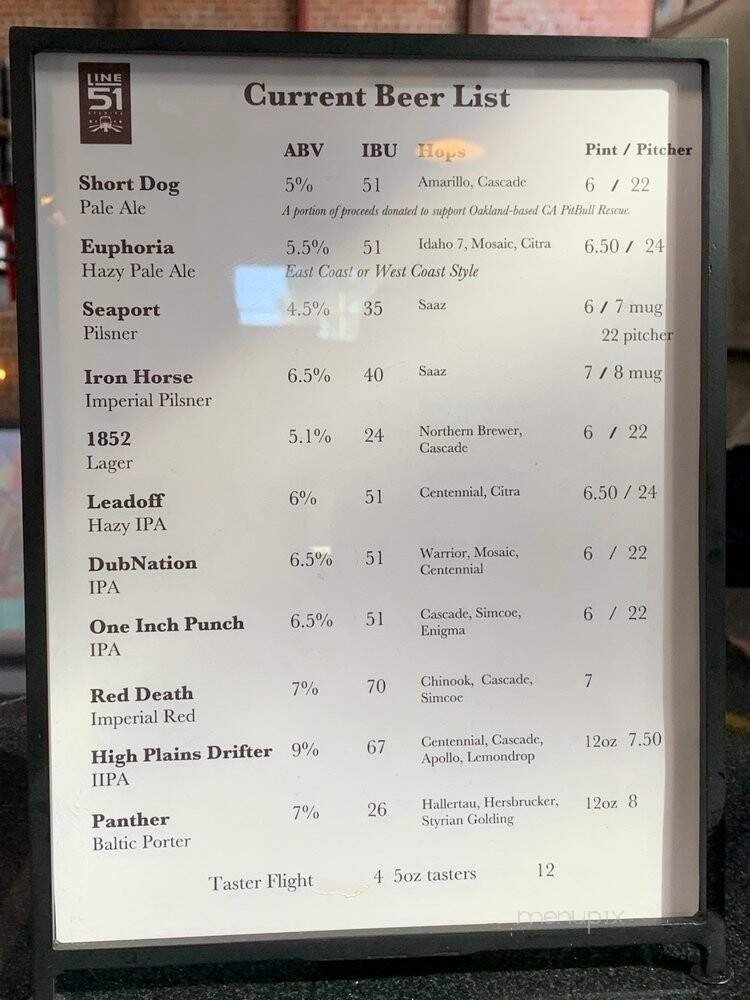 LINE
51
BREWING
Current Beer List
ABV IBU Hops Pint / Pitcher
Short Dog 5% 51 Amarillo, Cascade 6 / 22
Pale Ale A portion of proceeds donated to support Oakland-based CA PitBull Rescue.
Euphoria 5.5% 51 Idaho 7, Mosaic, Citra 6.50 / 24
Hazy Pale Ale East Coast or West Coast Style
Seaport 4.5% 35 Saaz 6 / 7 mug
Pilsner 22 pitcher
Iron Horse 6.5% 40 Saaz 7 / 8 mug
Imperial Pilsner
1852 5.1% 24 Northern Brewer, 6 / 22
Cascade
Lager
Leadoff 6% 51 Centennial, Citra 6.50 / 24
Hazy IPA
DubNation 6.5% 51 Warrior, Mosaic, 6 / 22
Centennial
IPA
One Inch Punch 6.5% 51 Cascade, Simcoe, 6 / 22
Enigma
IPA
Red Death 7% 70 Chinook, Cascade, 7
Simcoe
Imperial Red
High Plains Drifter 9% 67 Centennial, Cascade, 12oz 7.50
Apollo, Lemondrop
IIPA
Panther 7% 26 Hallertau, Hersbrucker, 12oz 8
Styrian Golding
Baltic Porter
Taster Flight 4 5oz tasters 12
menupix